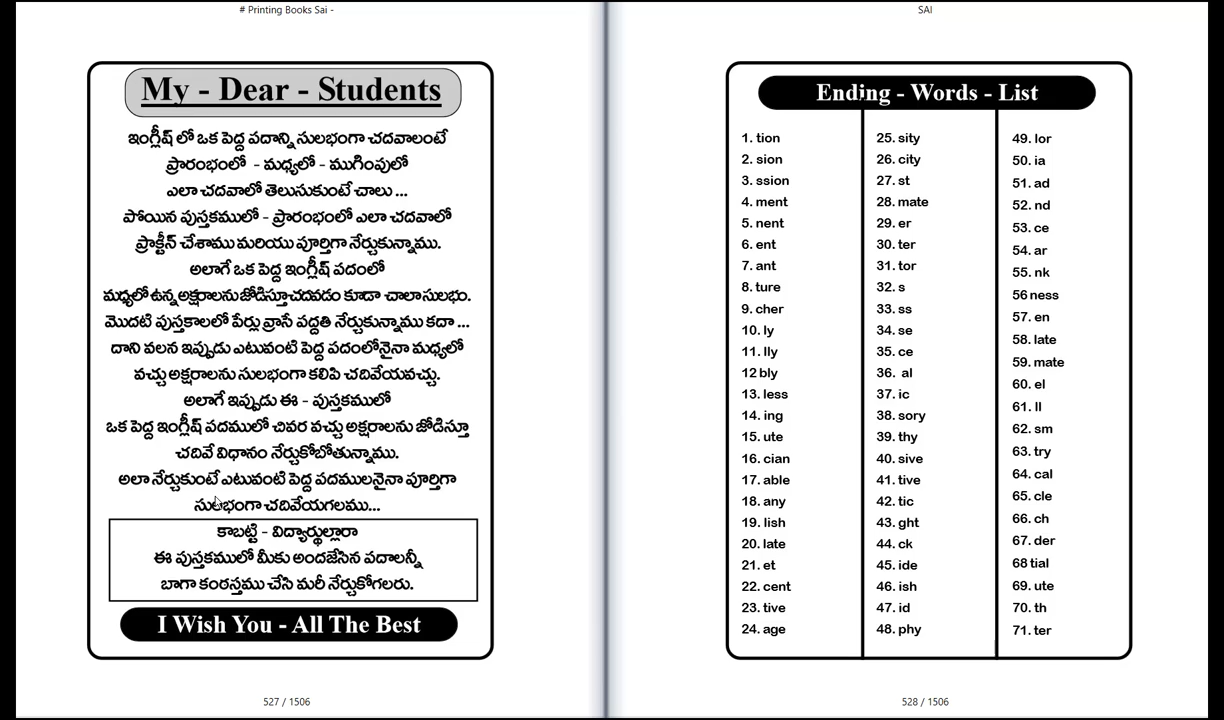 # Printing Books Sai -
My - Dear - Students
ఇంగ్లీష్ లో ఒక పెద్ద పదాన్ని సులభంగా చదవాలంటే
ప్రారంభంలో - మధ్యలో - ముగింపులో
ఎలా చదవాలో తెలుసుకుంటే చాలు ...
పోయిన పుస్తకములో - ప్రారంభంలో ఎలా చదవాలో
ప్రాక్టీస్ చేశాము మరియు పూర్తిగా నేర్చుకున్నాము.
అలాగే ఒక పెద్ద ఇంగ్లీష్ పదంలో
మధ్యలో ఉన్న అక్షరాలను జోడిస్తూ చదవడం కూడా చాలా సులభం.
మొదటి పుస్తకాలలో పేర్లు వ్రాసే పద్దతి నేర్చుకున్నాము కదా ...
దాని వలన ఇప్పుడు ఎటువంటి పెద్ద పదంలోనైనా మధ్యలో
వచ్చు అక్షరాలను సులభంగా కలిపి చదివేయవచ్చు.
అలాగే ఇప్పుడు ఈ - పుస్తకములో
ఒక పెద్ద ఇంగ్లీష్ పదములో చివర వచ్చు అక్షరాలను జోడిస్తూ
చదివే విధానం నేర్చుకోబోతున్నాము.
అలా నేర్చుకుంటే ఎటువంటి పెద్ద పదములనైనా పూర్తిగా
సులభంగా చదివేయగలము...
కాబట్టి - విద్యార్థుల్లారా
ఈ పుస్తకములో మీకు అందజేసిన పదాలన్నీ
బాగా కంఠస్తము చేసి మరీ నేర్చుకోగలరు.
I Wish You - All The Best
527 / 1506
SAI
Ending - Words - List
1. tion
2. sion
3. ssion
4. ment
5. nent
6. ent
7. ant
8. ture
9. cher
10. ly
11. lly
12 bly
13. less
14. ing
15. ute
16. cian
17. able
18. any
19. lish
20. late
21. et
22. cent
23. tive
24. age
25. sity
26. city
27. st
28. mate
29. er
30. ter
31. tor
32. s
33. ss
34. se
35. ce
36. al
37. ic
38. sory
39. thy
40. sive
41. tive
42. tic
43. ght
44. ck
45. ide
46. ish
47. id
48. phy
49. lor
50. ia
51. ad
52. nd
53. ce
54. ar
55. nk
56 ness
57. en
58. late
59. mate
60. el
61. ll
62. sm
63. try
64. cal
65. cle
66. ch
67. der
68 tial
69. ute
70. th
71. ter
528 / 1506